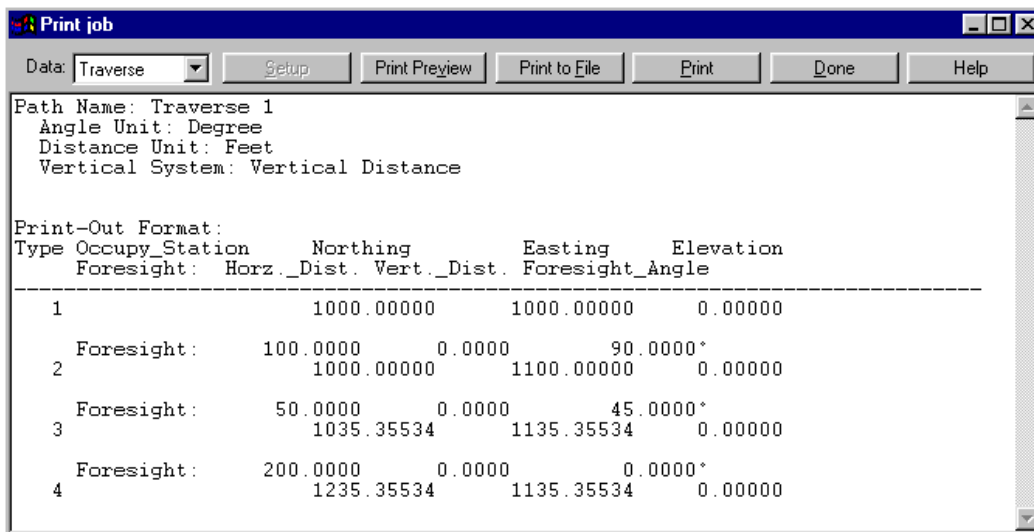 Print job
Data: Traverse Setup Print Preview Print to File Print Done Help
Path Name: Traverse 1
Angle Unit: Degree
Distance Unit: Feet
Vertical System: Vertical Distance
Print-Out Format:
Type Occupy_Station Northing Easting Elevation
Foresight: Horz._Dist. Vert._Dist. Foresight_Angle
--------------------------------------------------------------------------------
1 1000.00000 1000.00000 0.00000
Foresight: 100.0000 0.0000 90.0000°
2 1000.00000 1100.00000 0.00000
Foresight: 50.0000 0.0000 45.0000°
3 1035.35534 1135.35534 0.00000
Foresight: 200.0000 0.0000 0.0000°
4 1235.35534 1135.35534 0.00000